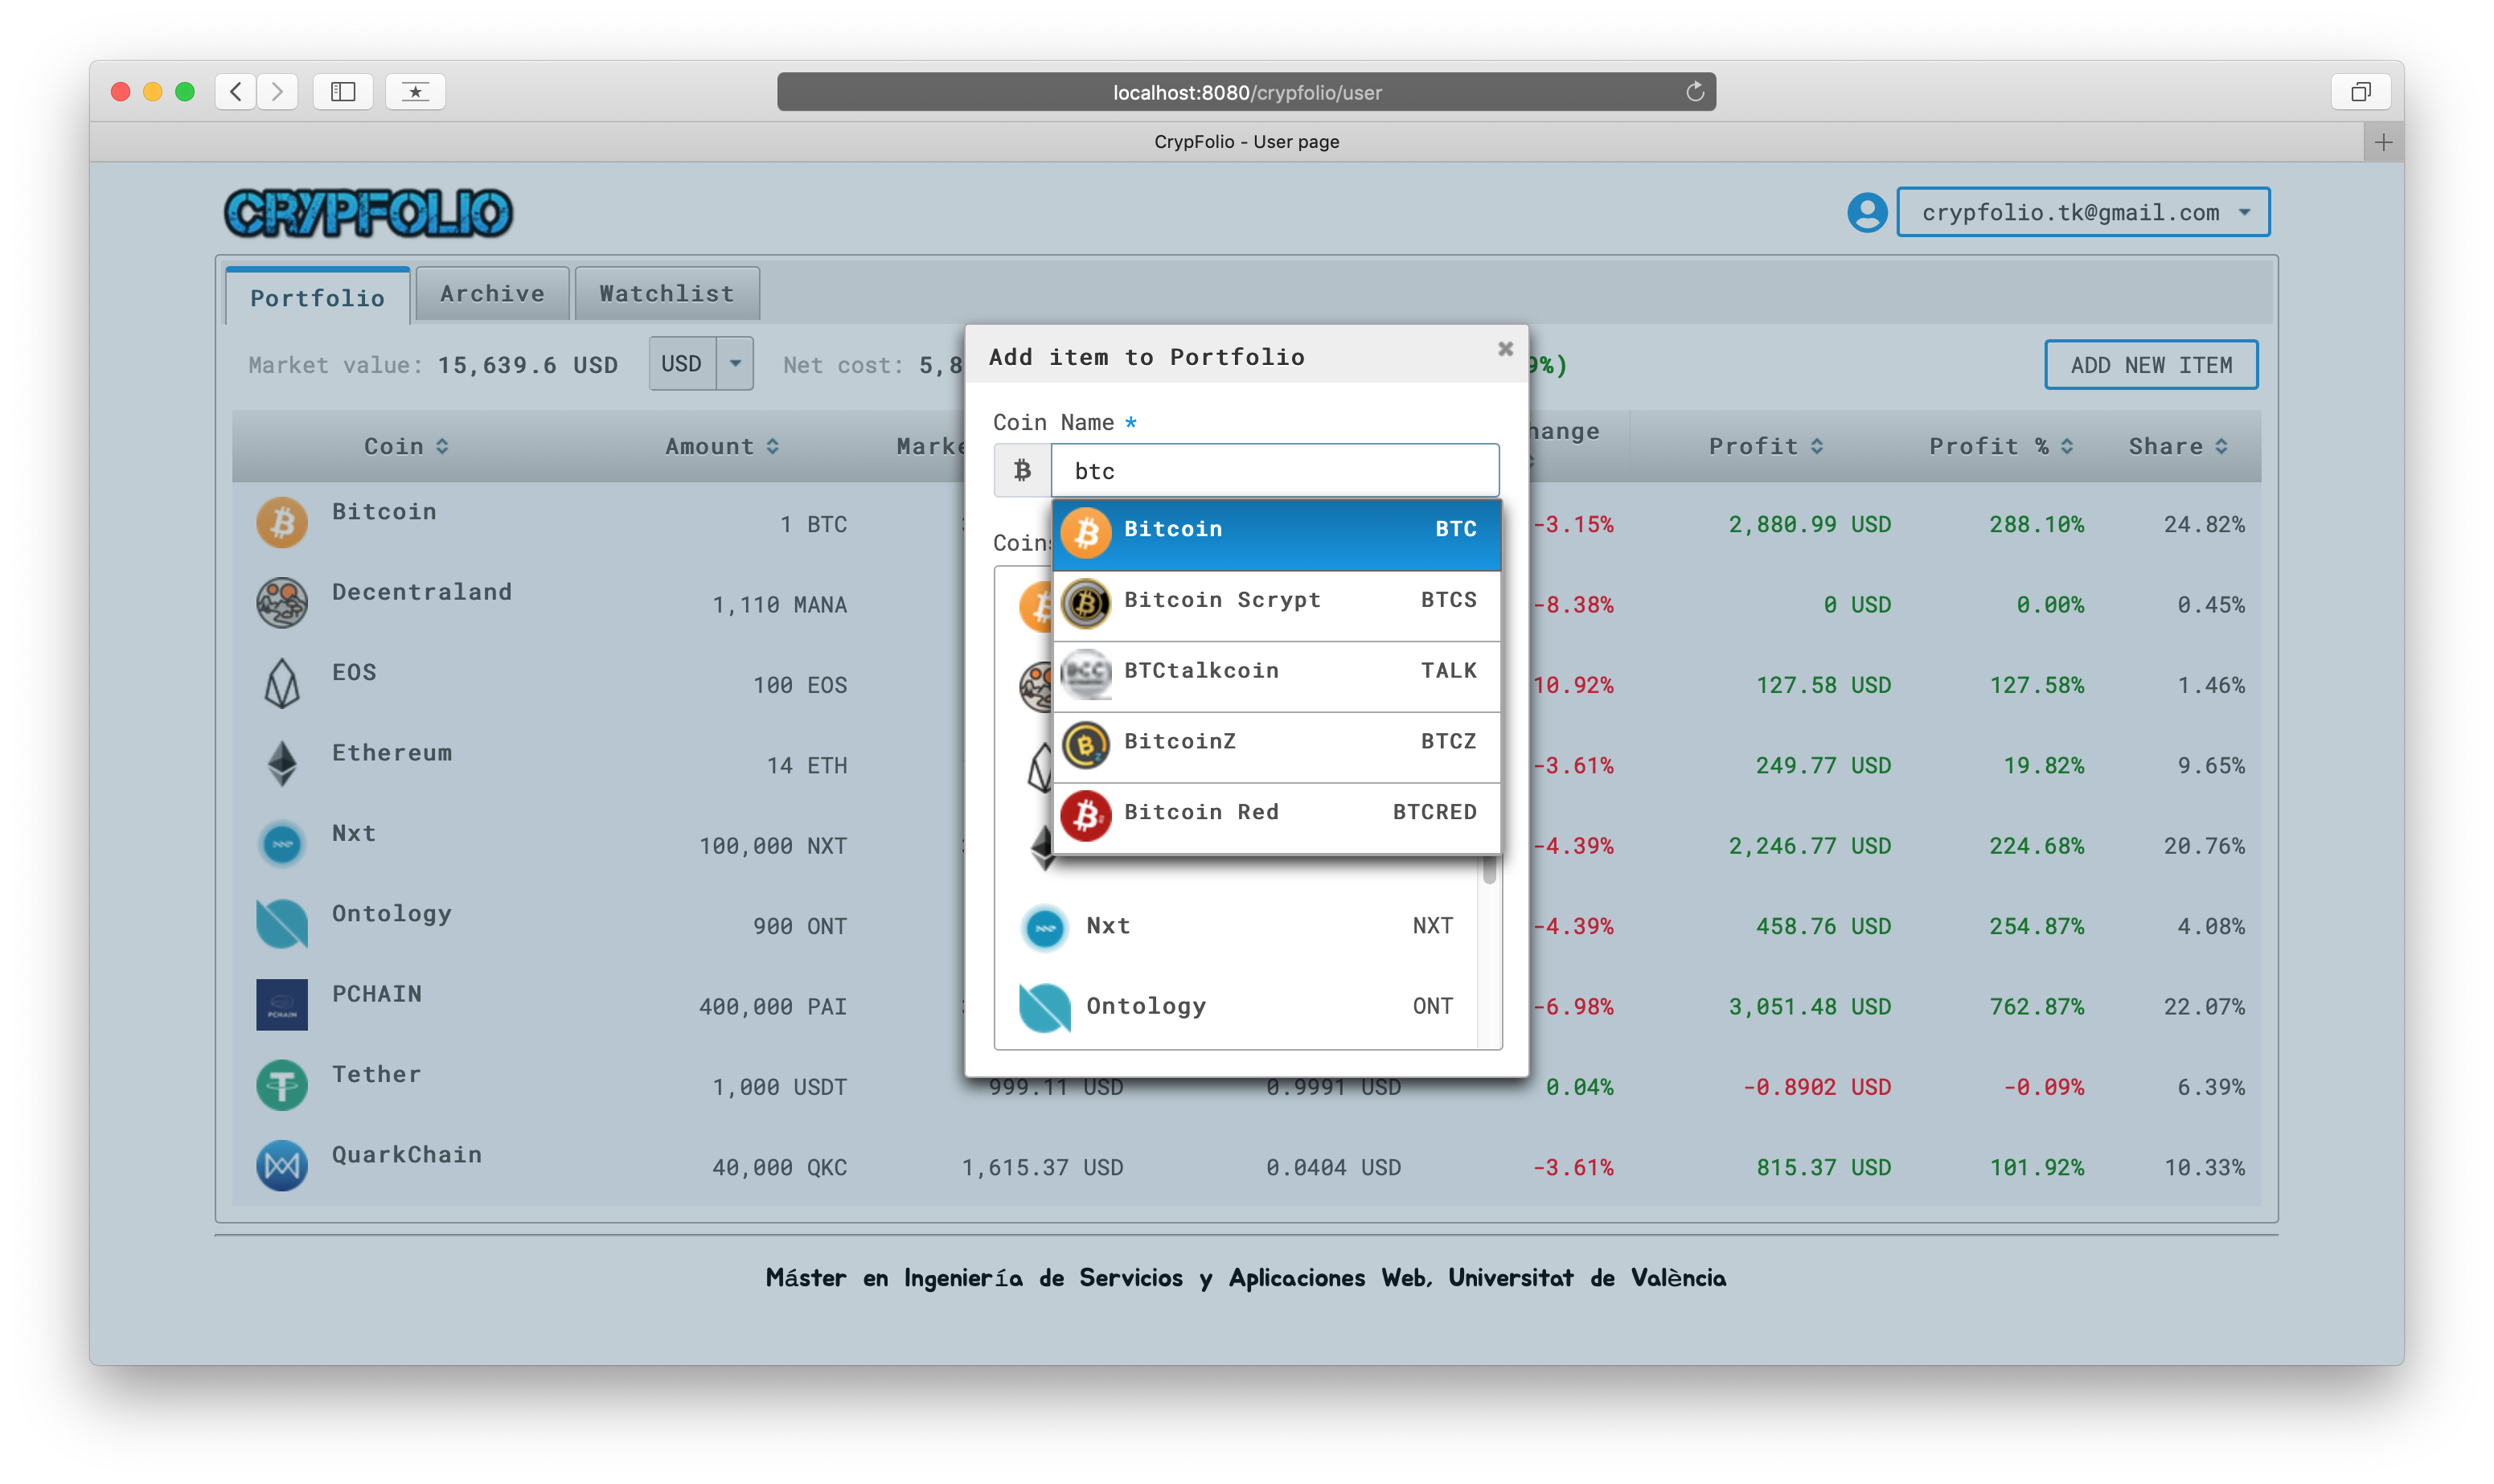 localhost:8080/crypfolio/user
CrypFolio - User page
CRYPFOLIO
crypfolio.tk@gmail.com
Portfolio Archive Watchlist
Market value: 15,639.6 USD USD Net cost: 5,8 9%) ADD NEW ITEM
Coin Amount Marke hange Profit Profit % Share
Bitcoin 1 BTC -3.15% 2,880.99 USD 288.10% 24.82%
Decentraland 1,110 MANA -8.38% 0 USD 0.00% 0.45%
EOS 100 EOS 10.92% 127.58 USD 127.58% 1.46%
Ethereum 14 ETH -3.61% 249.77 USD 19.82% 9.65%
Nxt 100,000 NXT -4.39% 2,246.77 USD 224.68% 20.76%
Ontology 900 ONT -4.39% 458.76 USD 254.87% 4.08%
PCHAIN
PCHAIN 400,000 PAI -6.98% 3,051.48 USD 762.87% 22.07%
Tether 1,000 USDT 999.11 USD 0.9991 USD 0.04% -0.8902 USD -0.09% 6.39%
QuarkChain 40,000 QKC 1,615.37 USD 0.0404 USD -3.61% 815.37 USD 101.92% 10.33%
Add item to Portfolio
Coin Name *
btc
Coins
Bitcoin BTC
Bitcoin Scrypt BTCS
BTCtalkcoin TALK
BitcoinZ BTCZ
Bitcoin Red BTCRED
Nxt NXT
Ontology ONT
Máster en Ingeniería de Servicios y Aplicaciones Web, Universitat de València